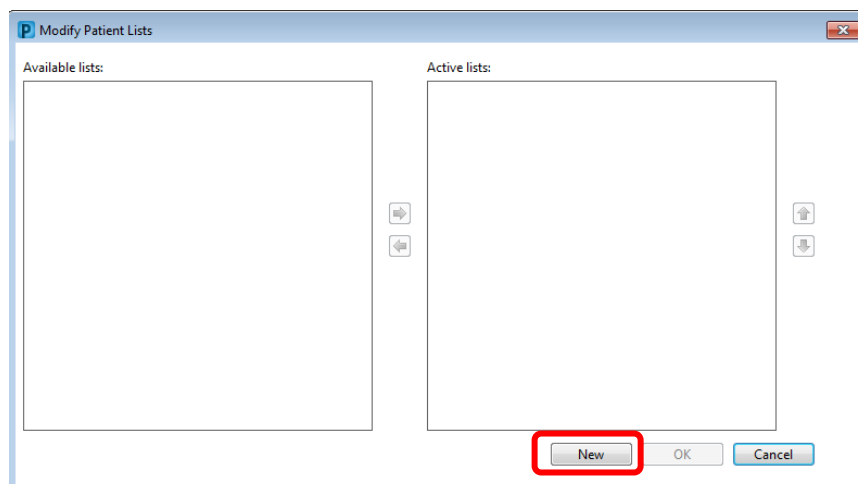 P Modify Patient Lists
Available lists:
Active lists:
New
OK
Cancel